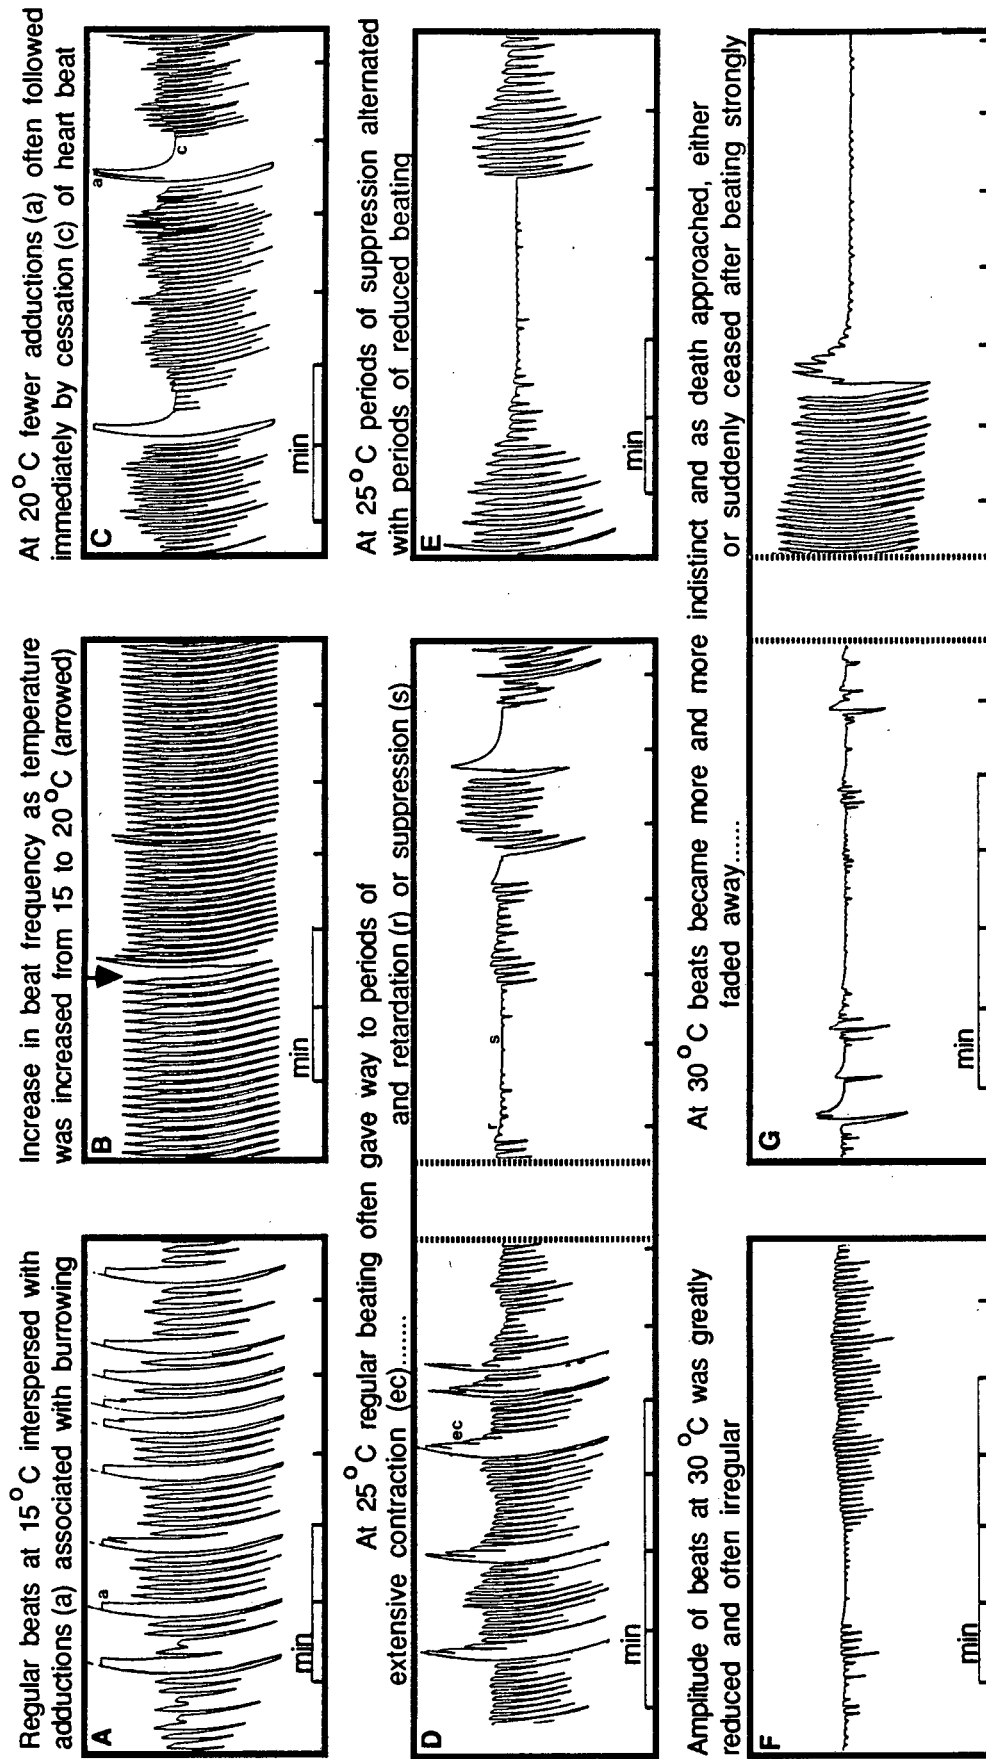 Regular beats at 15°C interspersed with
adductions (a) associated with burrowing
A
a
min
Increase in beat frequency as temperature
was increased from 15 to 20°C (arrowed)
B
min
At 20°C fewer adductions (a) often followed
immediately by cessation (c) of heart beat
C
a
c
min
At 25°C regular beating often gave way to periods of
extensive contraction (ec).......
and retardation (r) or suppression (s)
D
ec
r
s
min
At 25°C periods of suppression alternated
with periods of reduced beating
E
min
Amplitude of beats at 30°C was greatly
reduced and often irregular
F
min
At 30°C beats became more and more indistinct and as death approached, either
faded away......
or suddenly ceased after beating strongly
G
min